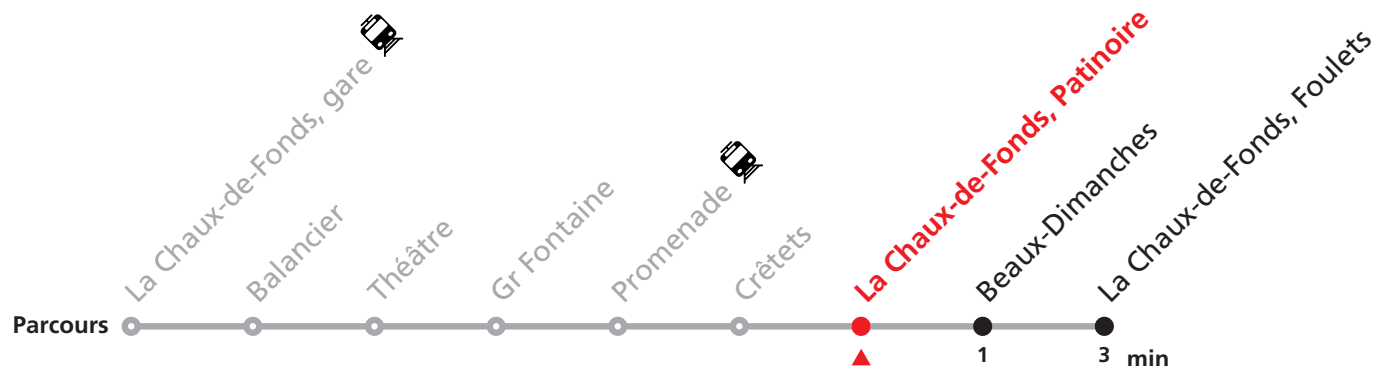 La Chaux-de-Fonds, gare
Balancier
Théâtre
Gr Fontaine
Promenade
Crêtets
La Chaux-de-Fonds, Patinoire
Beaux-Dimanches
La Chaux-de-Fonds, Foulets
Parcours
1 3 min